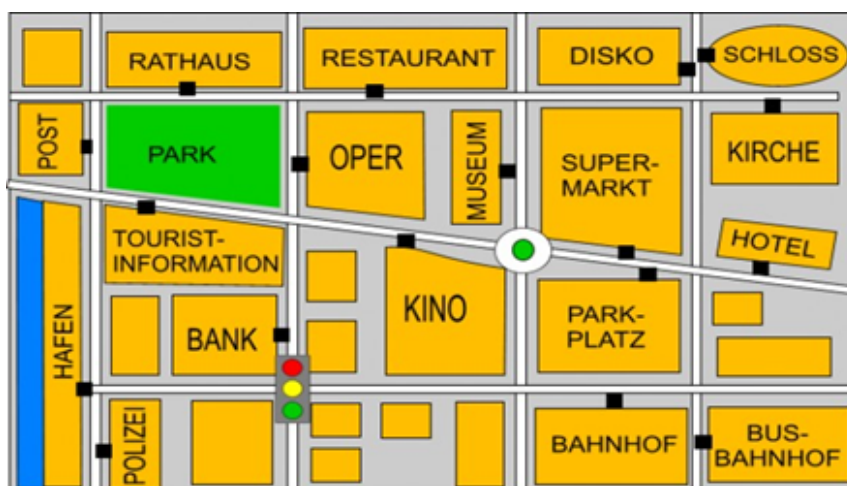 RATHAUS
RESTAURANT
DISKO
SCHLOSS
POST
PARK
OPER
MUSEUM
SUPER-
MARKT
KIRCHE
TOURIST-
INFORMATION
HOTEL
HAFEN
BANK
KINO
PARK-
PLATZ
POLIZEI
BAHNHOF
BUS-
BAHNHOF